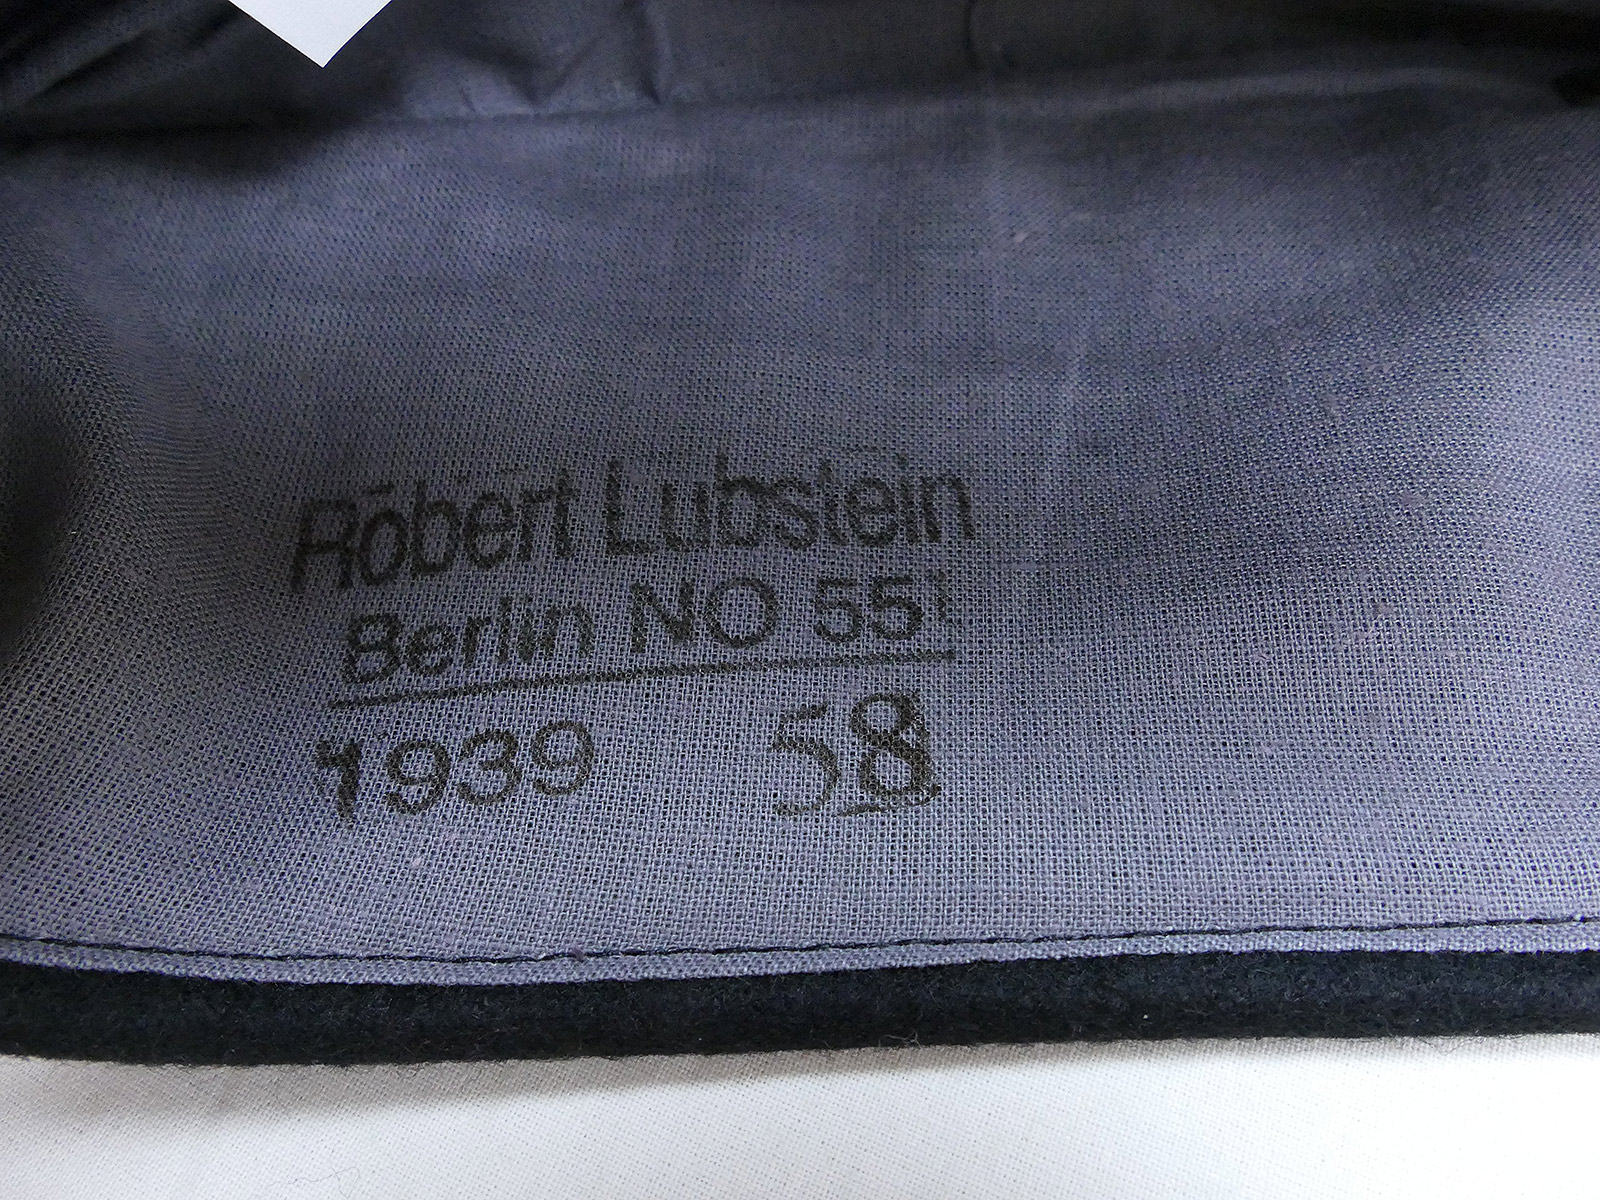 Robert Lubstein
Berlin NO 55
1939 58